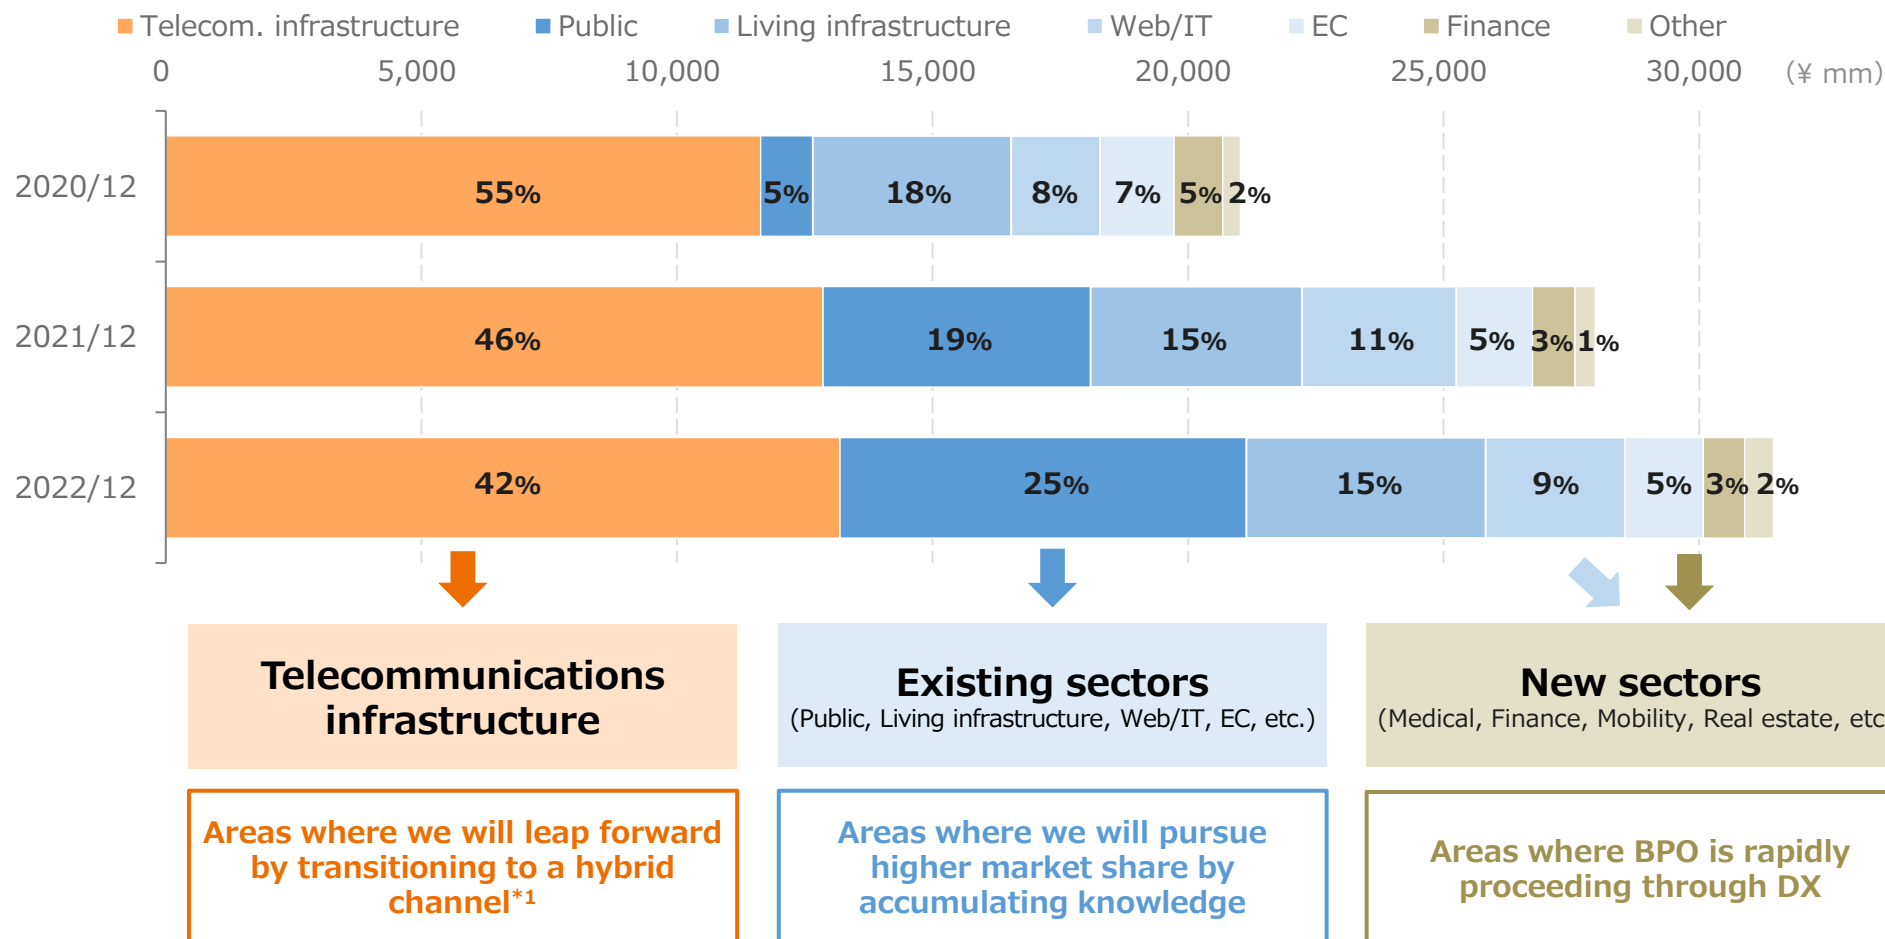 Telecom. infrastructure Public Living infrastructure Web/IT EC Finance Other
0 5,000 10,000 15,000 20,000 25,000 30,000 (¥ mm)
2020/12 55% 5% 18% 8% 7% 5% 2%
2021/12 46% 19% 15% 11% 5% 3% 1%
2022/12 42% 25% 15% 9% 5% 3% 2%
Telecommunications
infrastructure
Existing sectors
(Public, Living infrastructure, Web/IT, EC, etc.)
New sectors
(Medical, Finance, Mobility, Real estate, etc
Areas where we will leap forward
by transitioning to a hybrid
channel*1
Areas where we will pursue
higher market share by
accumulating knowledge
Areas where BPO is rapidly
proceeding through DX